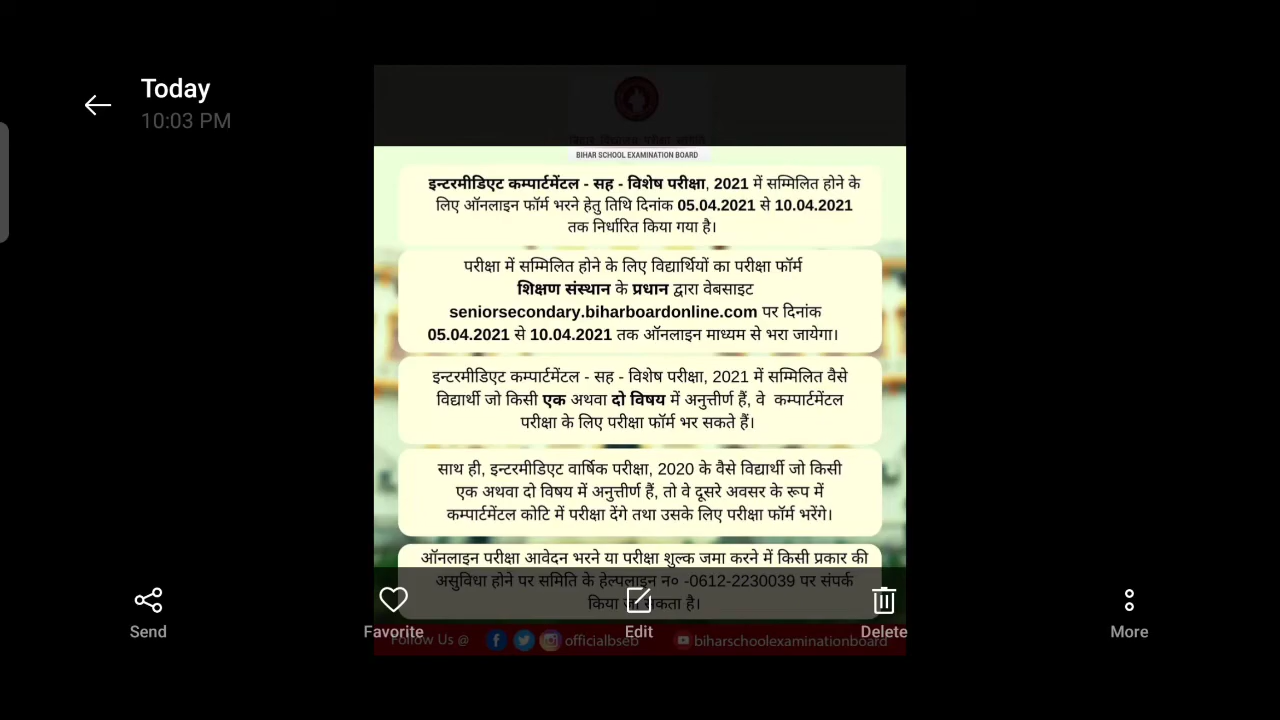 Today
10:03 PM
बिहार विद्यालय परीक्षा समिति
BIHAR SCHOOL EXAMINATION BOARD
इन्टरमीडिएट कम्पार्टमेंटल - सह - विशेष परीक्षा, 2021 में सम्मिलित होने के
लिए ऑनलाइन फॉर्म भरने हेतु तिथि दिनांक 05.04.2021 से 10.04.2021
तक निर्धारित किया गया है।
परीक्षा में सम्मिलित होने के लिए विद्यार्थियों का परीक्षा फॉर्म
शिक्षण संस्थान के प्रधान द्वारा वेबसाइट
seniorsecondary.biharboardonline.com पर दिनांक
05.04.2021 से 10.04.2021 तक ऑनलाइन माध्यम से भरा जायेगा।
इन्टरमीडिएट कम्पार्टमेंटल - सह - विशेष परीक्षा, 2021 में सम्मिलित वैसे
विद्यार्थी जो किसी एक अथवा दो विषय में अनुत्तीर्ण हैं, वे कम्पार्टमेंटल
परीक्षा के लिए परीक्षा फॉर्म भर सकते हैं।
साथ ही, इन्टरमीडिएट वार्षिक परीक्षा, 2020 के वैसे विद्यार्थी जो किसी
एक अथवा दो विषय में अनुत्तीर्ण हैं, तो वे दूसरे अवसर के रूप में
कम्पार्टमेंटल कोटि में परीक्षा देंगे तथा उसके लिए परीक्षा फॉर्म भरेंगे।
ऑनलाइन परीक्षा आवेदन भरने या परीक्षा शुल्क जमा करने में किसी प्रकार की
असुविधा होने पर समिति के हेल्पलाइन न० -0612-2230039 पर संपर्क
किया जा सकता है।
Follow Us @ officialbseb biharschoolexaminationboard
Send Favorite Edit Delete More